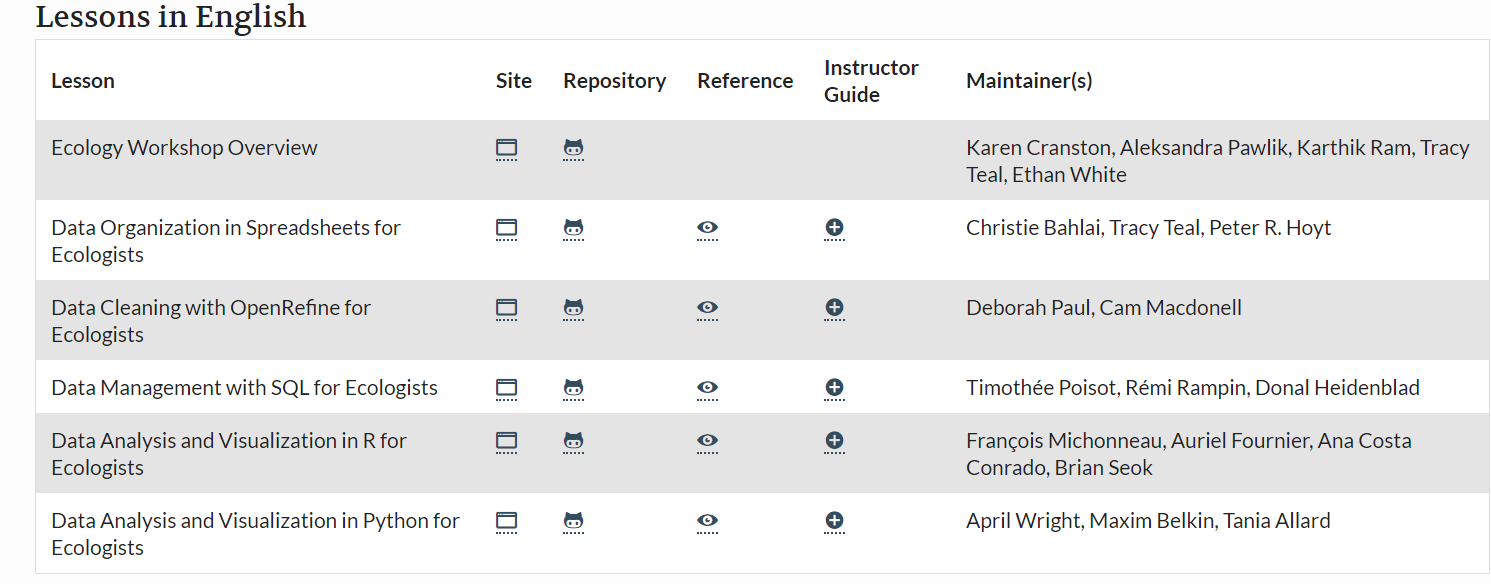 Lessons in English
Lesson Site Repository Reference Instructor Guide Maintainer(s)
Ecology Workshop Overview Karen Cranston, Aleksandra Pawlik, Karthik Ram, Tracy
Teal, Ethan White
Data Organization in Spreadsheets for Christie Bahlai, Tracy Teal, Peter R. Hoyt
Ecologists
Data Cleaning with OpenRefine for Deborah Paul, Cam Macdonell
Ecologists
Data Management with SQL for Ecologists Timothée Poisot, Rémi Rampin, Donal Heidenblad
Data Analysis and Visualization in R for François Michonneau, Auriel Fournier, Ana Costa
Ecologists Conrado, Brian Seok
Data Analysis and Visualization in Python for April Wright, Maxim Belkin, Tania Allard
Ecologists